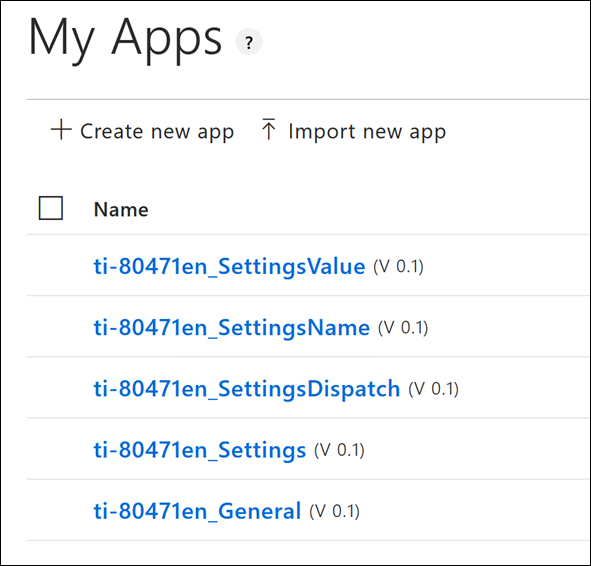 My Apps ?
Create new app Import new app
Name
ti-80471en_SettingsValue (V 0.1)
ti-80471en_SettingsName (V 0.1)
ti-80471en_SettingsDispatch (V 0.1)
ti-80471en_Settings (V 0.1)
ti-80471en_General (V 0.1)